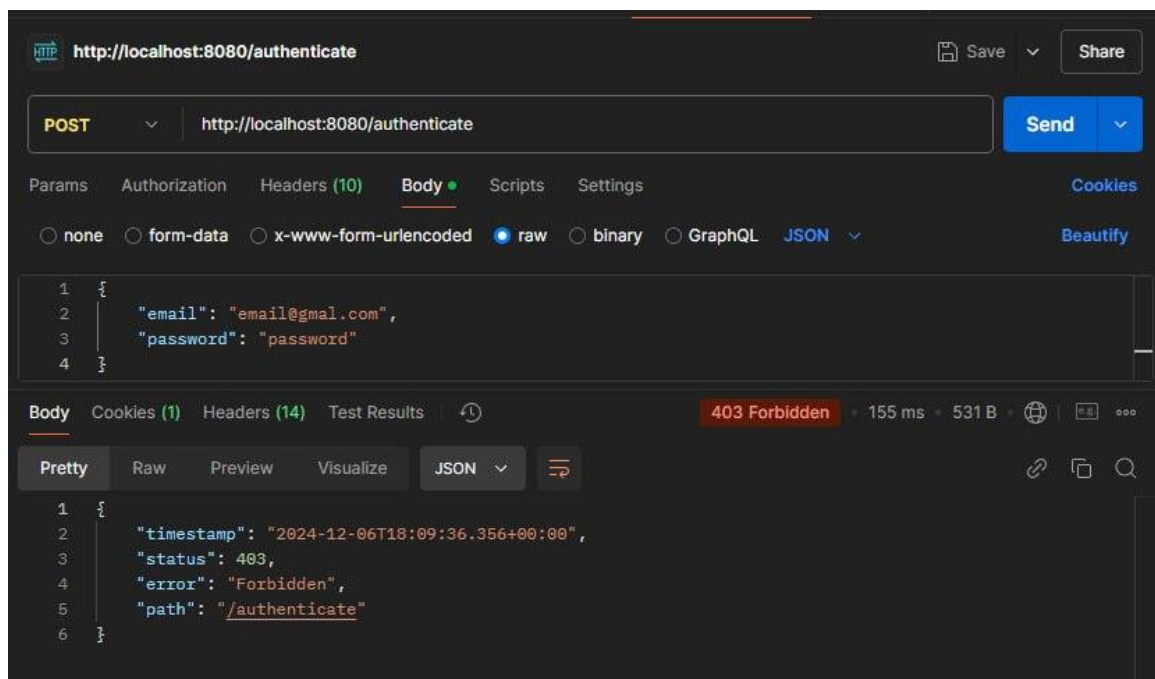 HTTP http://localhost:8080/authenticate Save Share
POST http://localhost:8080/authenticate Send
Params Authorization Headers (10) Body Scripts Settings Cookies
none form-data x-www-form-urlencoded raw binary GraphQL JSON Beautify
1 {
2 "email": "email@gmal.com",
3 "password": "password"
4 }
Body Cookies (1) Headers (14) Test Results 403 Forbidden 155 ms 531 B e.g.
Pretty Raw Preview Visualize JSON
1 {
2 "timestamp": "2024-12-06T18:09:36.356+00:00",
3 "status": 403,
4 "error": "Forbidden",
5 "path": "/authenticate"
6 }